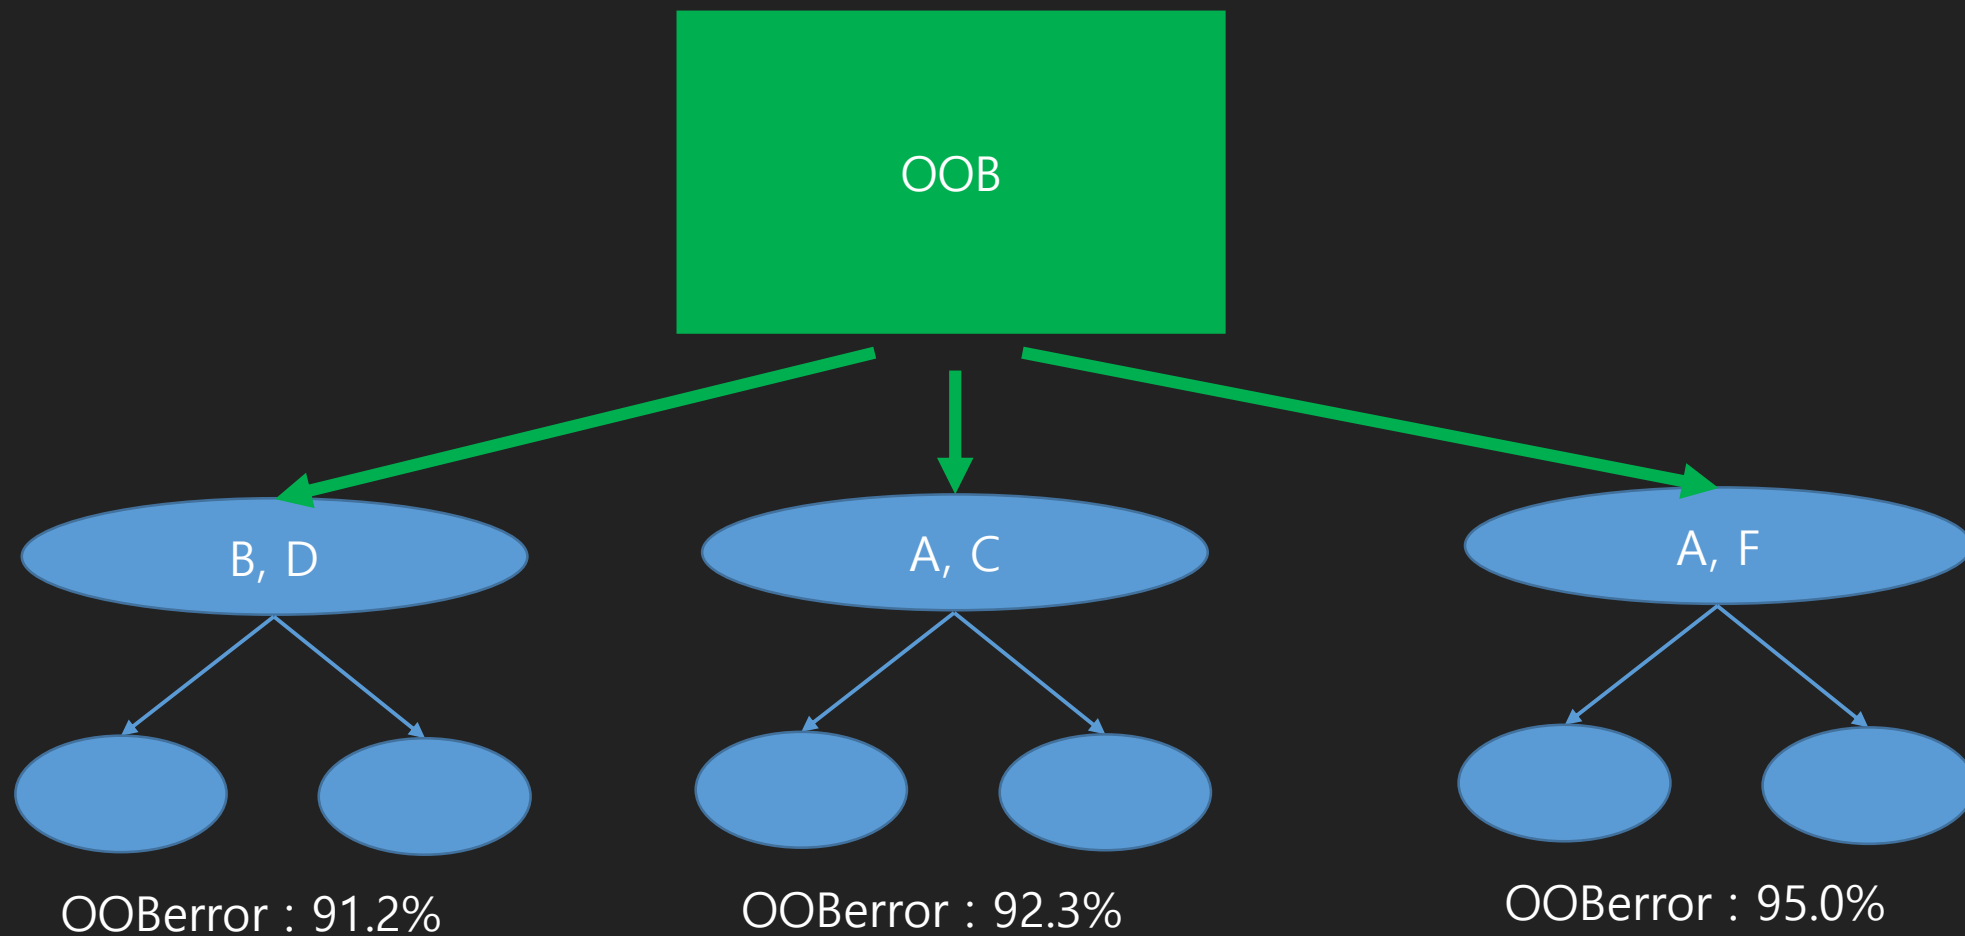 OOB
B, D
A, C
A, F
OOBerror : 91.2%
OOBerror : 92.3%
OOBerror : 95.0%